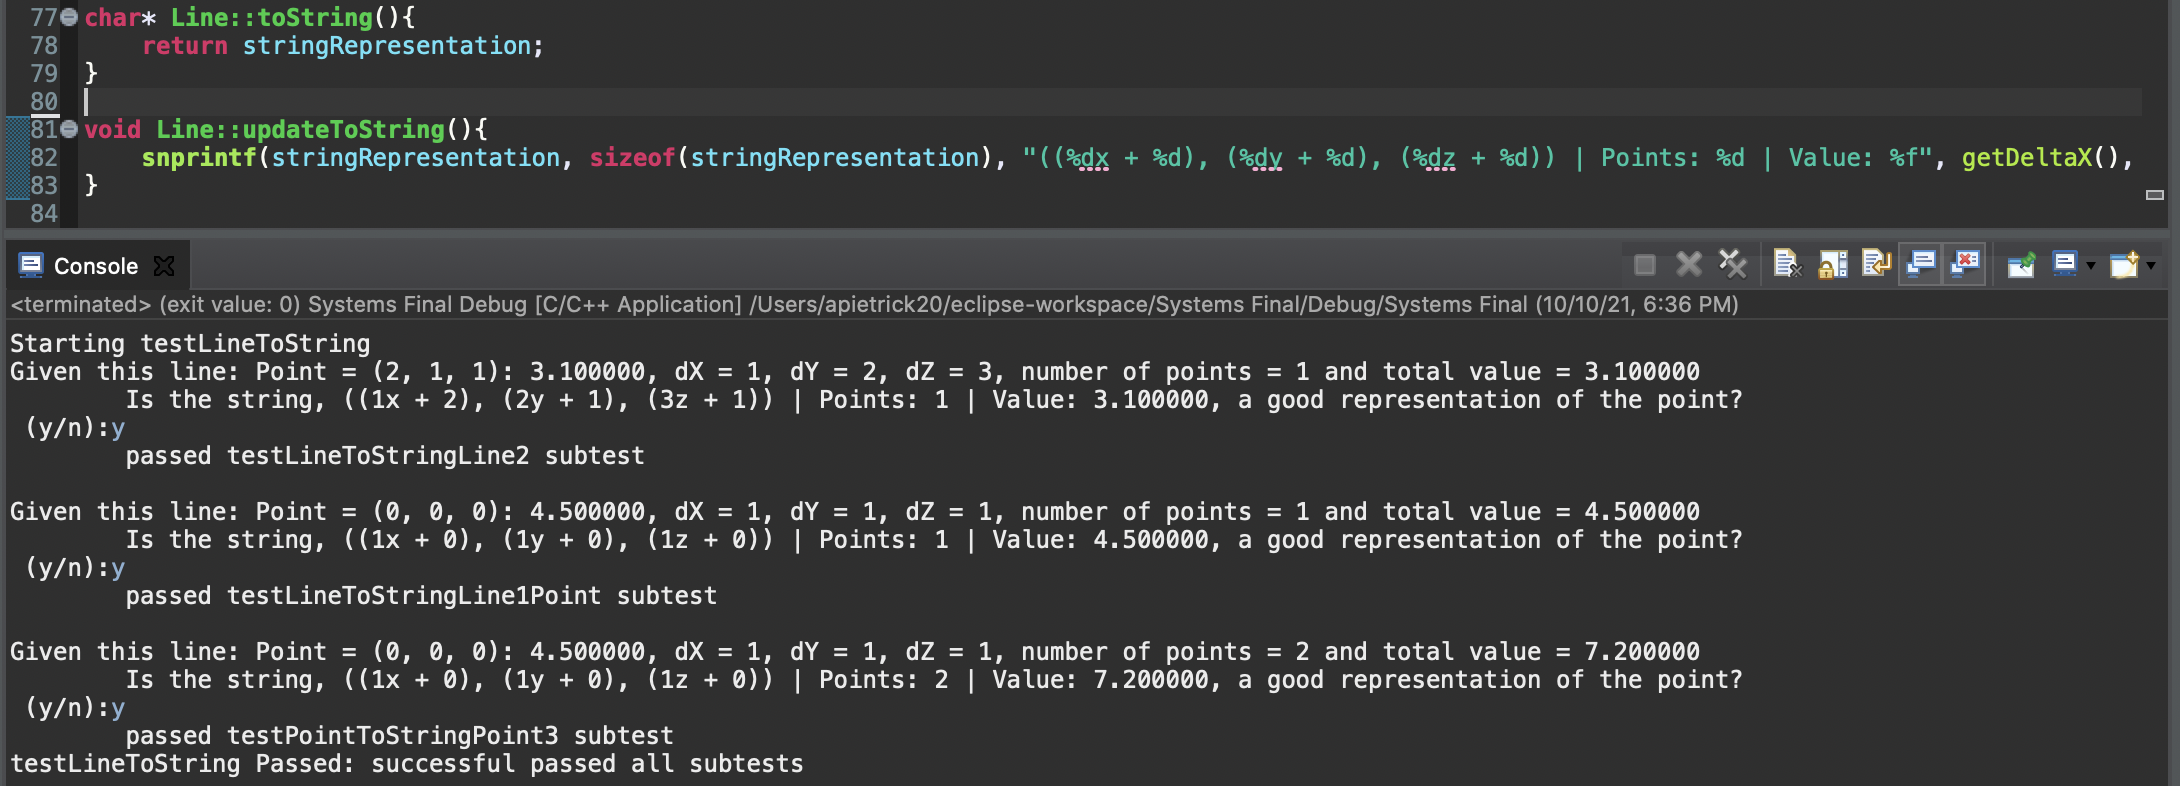 77 char* Line::toString(){
78     return stringRepresentation;
79 }
80
81 void Line::updateToString(){
82     snprintf(stringRepresentation, sizeof(stringRepresentation), "((%dx + %d), (%dy + %d), (%dz + %d)) | Points: %d | Value: %f", getDeltaX(),
83 }
84
Console
<terminated> (exit value: 0) Systems Final Debug [C/C++ Application] /Users/apietrick20/eclipse-workspace/Systems Final/Debug/Systems Final (10/10/21, 6:36 PM)
Starting testLineToString
Given this line: Point = (2, 1, 1): 3.100000, dX = 1, dY = 2, dZ = 3, number of points = 1 and total value = 3.100000
        Is the string, ((1x + 2), (2y + 1), (3z + 1)) | Points: 1 | Value: 3.100000, a good representation of the point?
 (y/n):y
        passed testLineToStringLine2 subtest
Given this line: Point = (0, 0, 0): 4.500000, dX = 1, dY = 1, dZ = 1, number of points = 1 and total value = 4.500000
        Is the string, ((1x + 0), (1y + 0), (1z + 0)) | Points: 1 | Value: 4.500000, a good representation of the point?
 (y/n):y
        passed testLineToStringLine1Point subtest
Given this line: Point = (0, 0, 0): 4.500000, dX = 1, dY = 1, dZ = 1, number of points = 2 and total value = 7.200000
        Is the string, ((1x + 0), (1y + 0), (1z + 0)) | Points: 2 | Value: 7.200000, a good representation of the point?
 (y/n):y
        passed testPointToStringPoint3 subtest
testLineToString Passed: successful passed all subtests